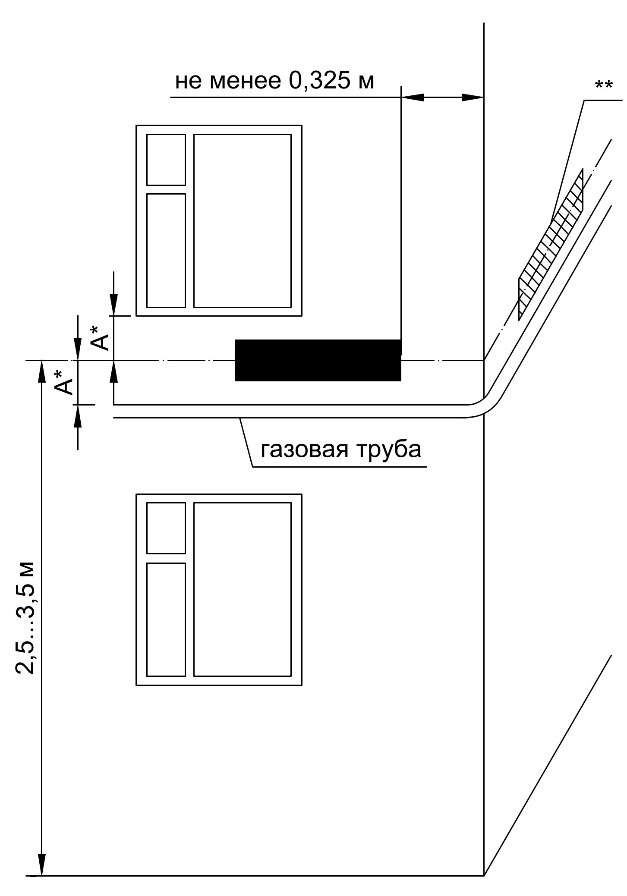 не менее 0,325 м
**
А*
А*
газовая труба
2,5...3,5 м